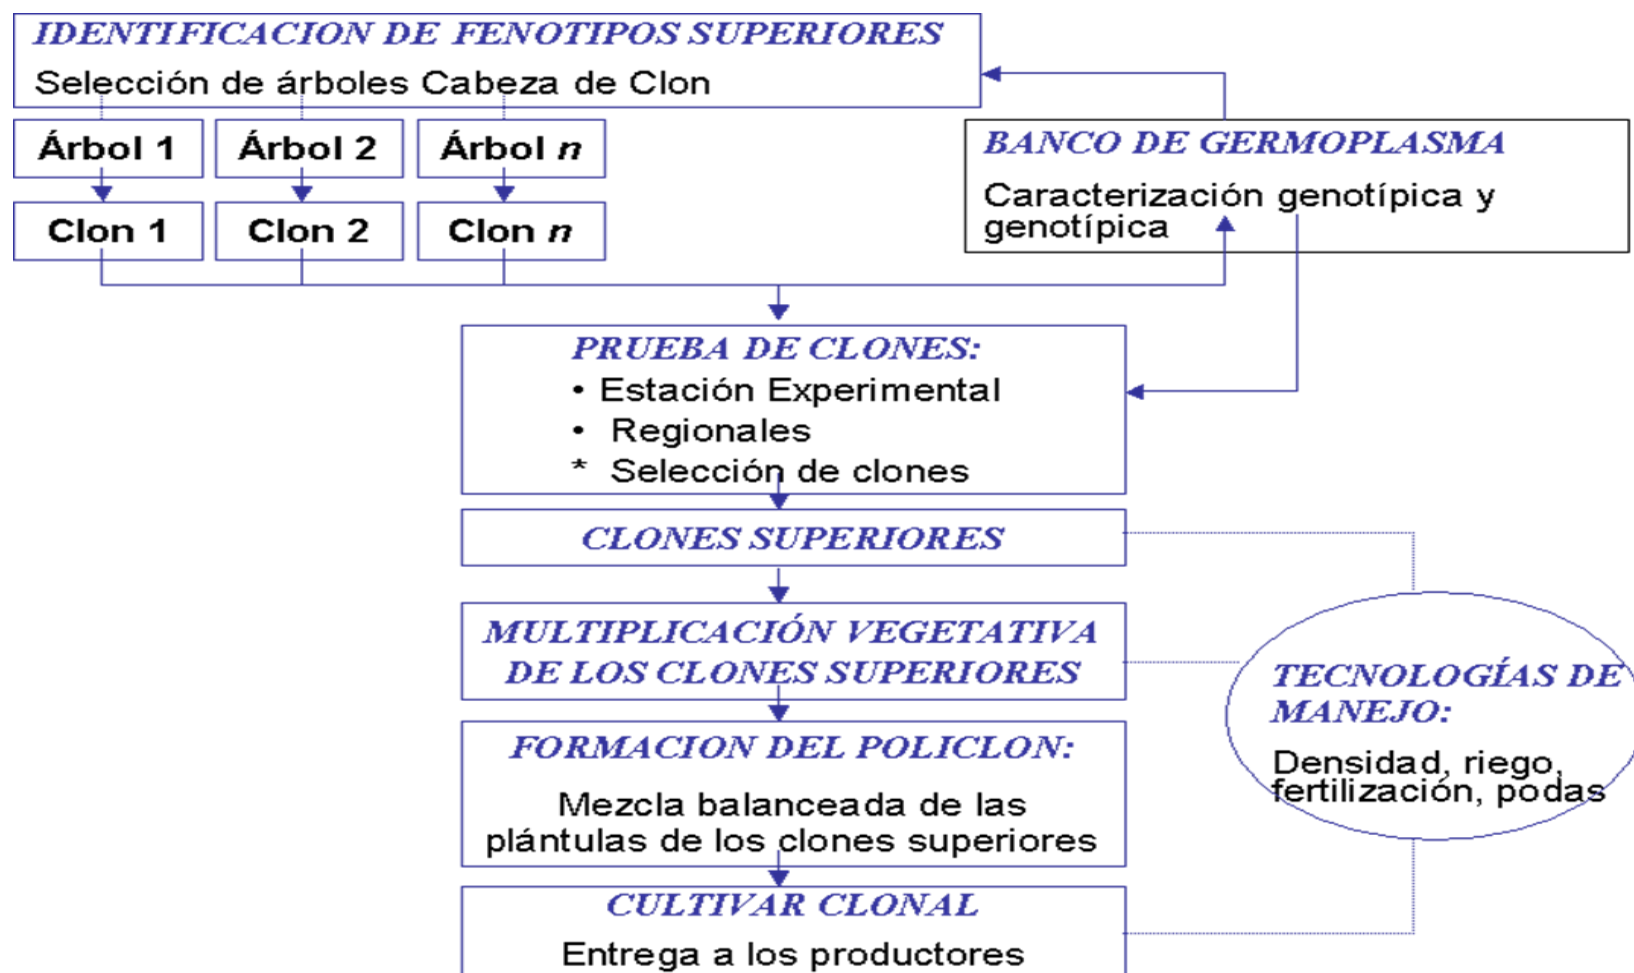 IDENTIFICACION DE FENOTIPOS SUPERIORES
Selección de árboles Cabeza de Clon
Árbol 1
Árbol 2
Árbol n
Clon 1
Clon 2
Clon n
BANCO DE GERMOPLASMA
Caracterización genotípica y
genotípica
PRUEBA DE CLONES:
• Estación Experimental
• Regionales
* Selección de clones
CLONES SUPERIORES
MULTIPLICACIÓN VEGETATIVA
DE LOS CLONES SUPERIORES
FORMACION DEL POLICLON:
Mezcla balanceada de las
plántulas de los clones superiores
CULTIVAR CLONAL
Entrega a los productores
TECNOLOGÍAS DE
MANEJO:
Densidad, riego,
fertilización, podas